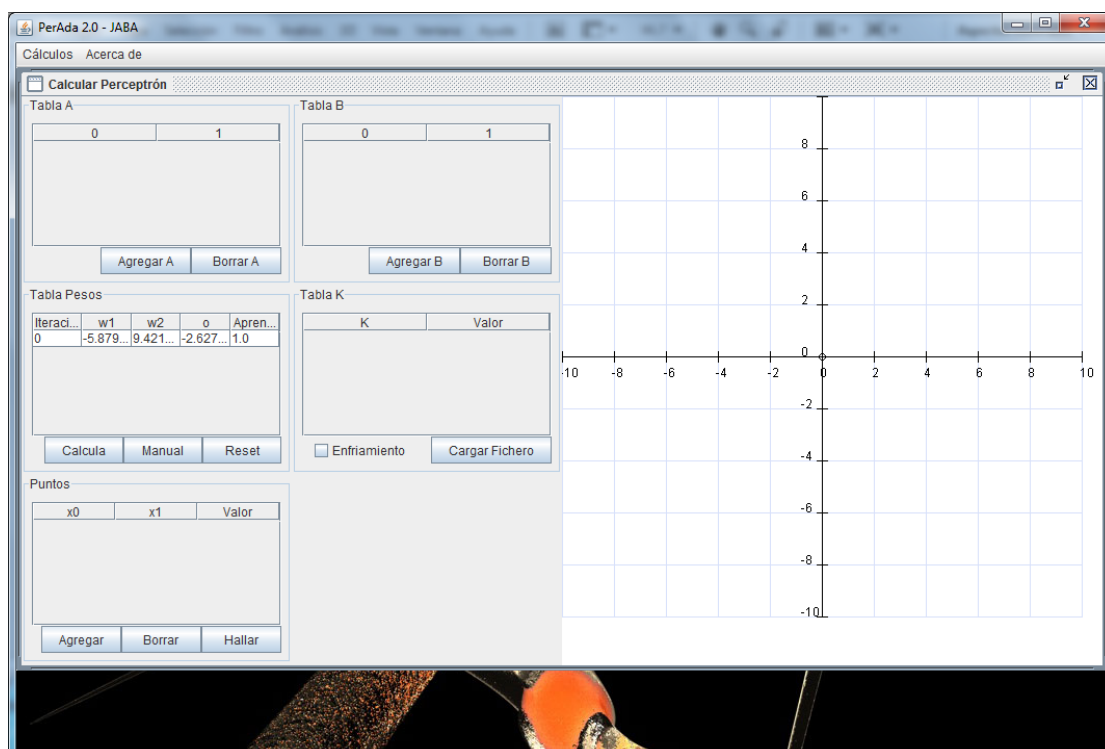 PerAda 2.0 - JABA
Cálculos Acerca de
Calcular Perceptrón
Tabla A
0 1
Agregar A Borrar A
Tabla B
0 1
Agregar B Borrar B
Tabla Pesos
Iteraci... w1 w2 o Apren...
0 -5.879... 9.421... -2.627... 1.0
Calcula Manual Reset
Tabla K
K Valor
Enfriamiento Cargar Fichero
Puntos
x0 x1 Valor
Agregar Borrar Hallar
8
6
4
2
0
-10 -8 -6 -4 -2 0 2 4 6 8 10
-2
-4
-6
-8
-10